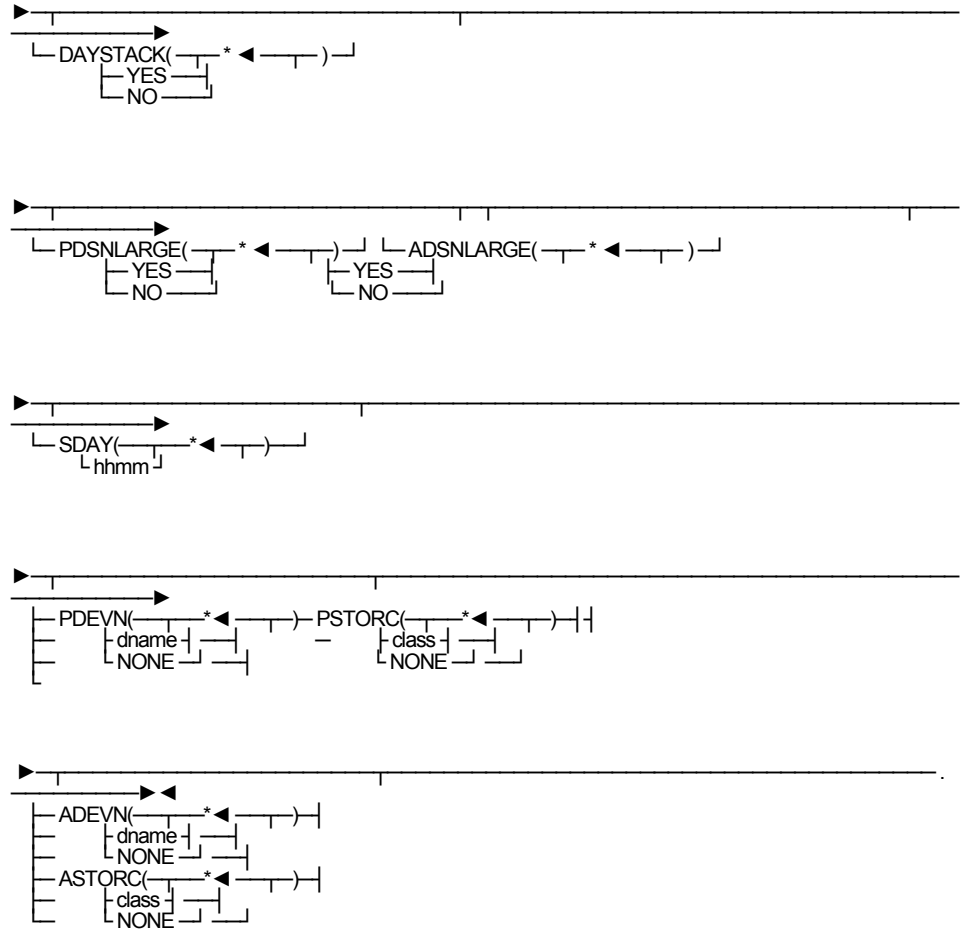 DAYSTACK( * )
YES
NO
PDSNLARGE( * ) ADSNLARGE( * )
YES YES
NO NO
SDAY( * )
hhmm
PDEVN( * ) PSTORC( * )
dname class
NONE NONE
.
ADEVN( * )
dname
NONE
ASTORC( * )
class
NONE